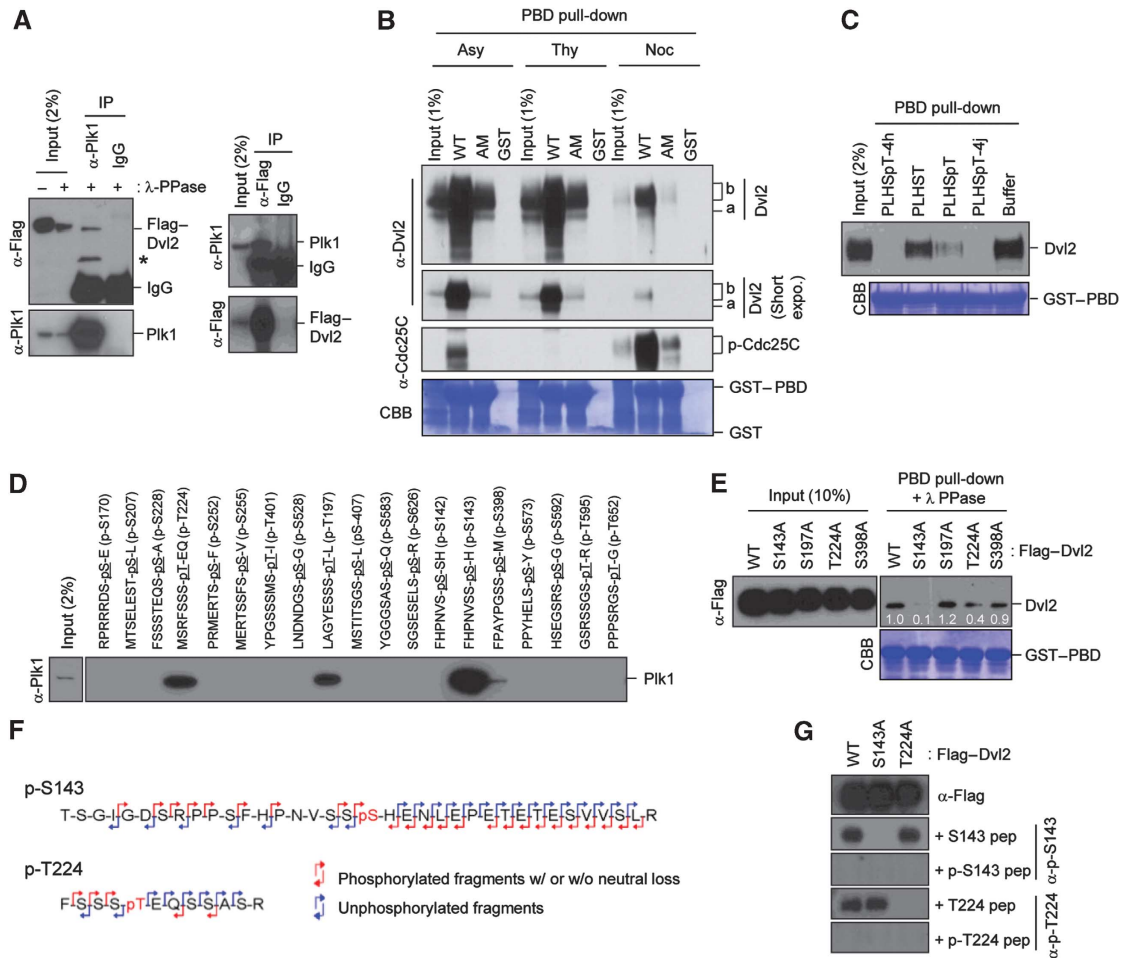 A
Input (2%)
IP
α-Plk1
IgG
– + + + : λ-PPase
α-Flag
Flag–
Dvl2
*
IgG
α-Plk1
Plk1
Input (2%)
IP
α-Flag
IgG
α-Plk1
Plk1
IgG
α-Flag
Flag–
Dvl2
B
PBD pull-down
Asy Thy Noc
Input (1%) WT AM GST Input (1%) WT AM GST Input (1%) WT AM GST
α-Dvl2
b
a
Dvl2
b
a
Dvl2
(Short
expo.)
α-Cdc25C
p-Cdc25C
CBB
GST–PBD
GST
C
PBD pull-down
Input (2%)
PLHSpT-4h
PLHST
PLHSpT
PLHSpT-4j
Buffer
Dvl2
CBB
GST–PBD
D
Input (2%)
RPRRRDS-pS-E (p-S170)
MTSELEST-pS-L (p-S207)
FSSSTEQS-pS-A (p-S228)
MSRFSSS-pT-EQ (p-T224)
PRMERTS-pS-F (p-S252)
MERTSSFS-pS-V (p-S255)
YPGSSSMS-pT-I (p-T401)
LNDNIDGS-pS-G (p-S528)
LAGYESSS-pT-L (p-T197)
MSTITSGS-pS-L (pS-407)
YGGGSAS-pS-Q (p-S583)
SGSESELS-pS-R (p-S626)
FHPNVS-pS-SH (p-S142)
FHPNVSS-pS-H (p-S143)
FPAYPGSS-pS-M (p-S398)
PPYHELS-pS-Y (p-S573)
HSEGSRS-pS-G (p-S592)
GSRSSGS-pT-R (p-T595)
PPPSRGS-pT-G (p-T652)
α-Plk1
Plk1
E
Input (10%)
PBD pull-down
+ λ PPase
WT S143A S197A T224A S398A WT S143A S197A T224A S398A : Flag–Dvl2
α-Flag
Dvl2
1.0 0.1 1.2 0.4 0.9
CBB
GST–PBD
F
p-S143
T-S-G-I-G-D-S-R-P-P-S-F-H-P-N-V-S-S-pS-H-E-N-L-E-P-E-T-E-T-E-S-V-V-S-L-R
p-T224
F-S-S-S-pT-E-Q-S-S-A-S-R
Phosphorylated fragments w/ or w/o neutral loss
Unphosphorylated fragments
G
WT S143A T224A : Flag–Dvl2
α-Flag
+ S143 pep
+ p-S143 pep
α-p-S143
+ T224 pep
+ p-T224 pep
α-p-T224